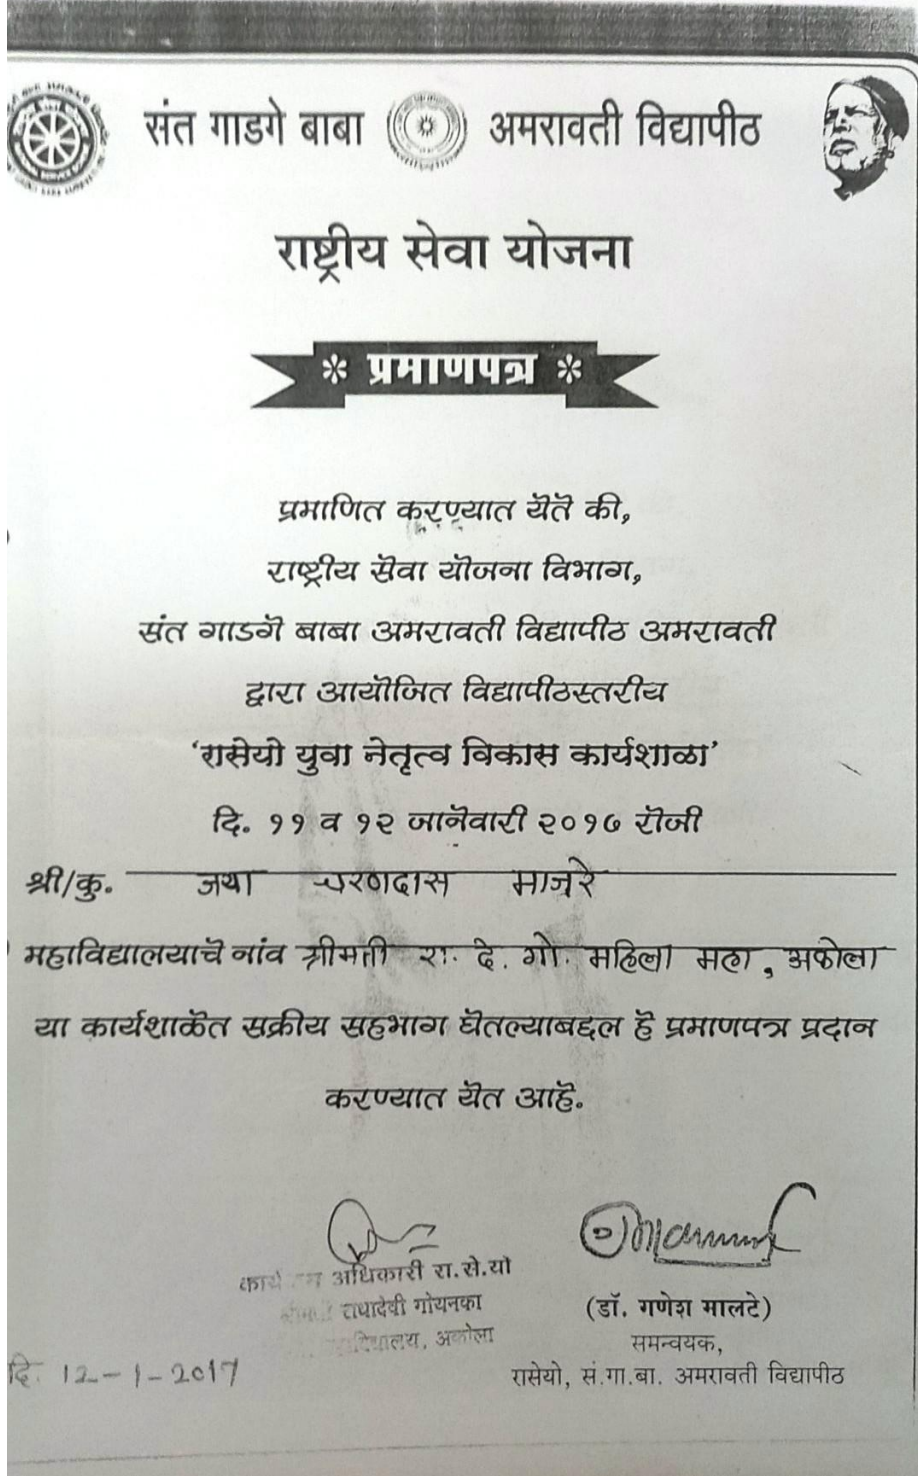 संत गाडगे बाबा अमरावती विद्यापीठ
राष्ट्रीय सेवा योजना
* प्रमाणपत्र *
प्रमाणित करण्यात येते की,
राष्ट्रीय सेवा योजना विभाग,
संत गाडगे बाबा अमरावती विद्यापीठ अमरावती
द्वारा आयोजित विद्यापीठस्तरीय
‘रासेयो युवा नेतृत्व विकास कार्यशाळा’
दि. ११ व १२ जानेवारी २०१७ रोजी
श्री/कु. जया चरणदास माजरे
महाविद्यालयाचे नांव श्रीमती रा. दे. गो. महिला महा, अकोला
या कार्यशाळेत सक्रीय सहभाग घेतल्याबद्दल हे प्रमाणपत्र प्रदान
करण्यात येत आहे.
अधिकारी रा.से.यो
राधादेवी गोयनका
अकोला
(डॉ. गणेश मालटे)
समन्वयक,
रासेयो, सं.गा.बा. अमरावती विद्यापीठ
दि. 12-1-2017